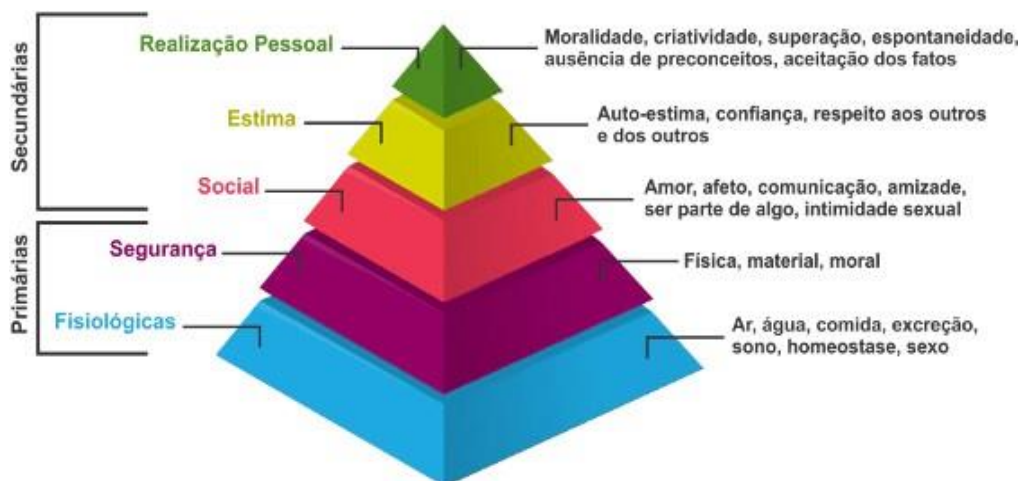 Secundárias
Realização Pessoal
Moralidade, criatividade, superação, espontaneidade,
ausência de preconceitos, aceitação dos fatos
Estima
Auto-estima, confiança, respeito aos outros
e dos outros
Social
Amor, afeto, comunicação, amizade,
ser parte de algo, intimidade sexual
Primárias
Segurança
Física, material, moral
Fisiológicas
Ar, água, comida, excreção,
sono, homeostase, sexo